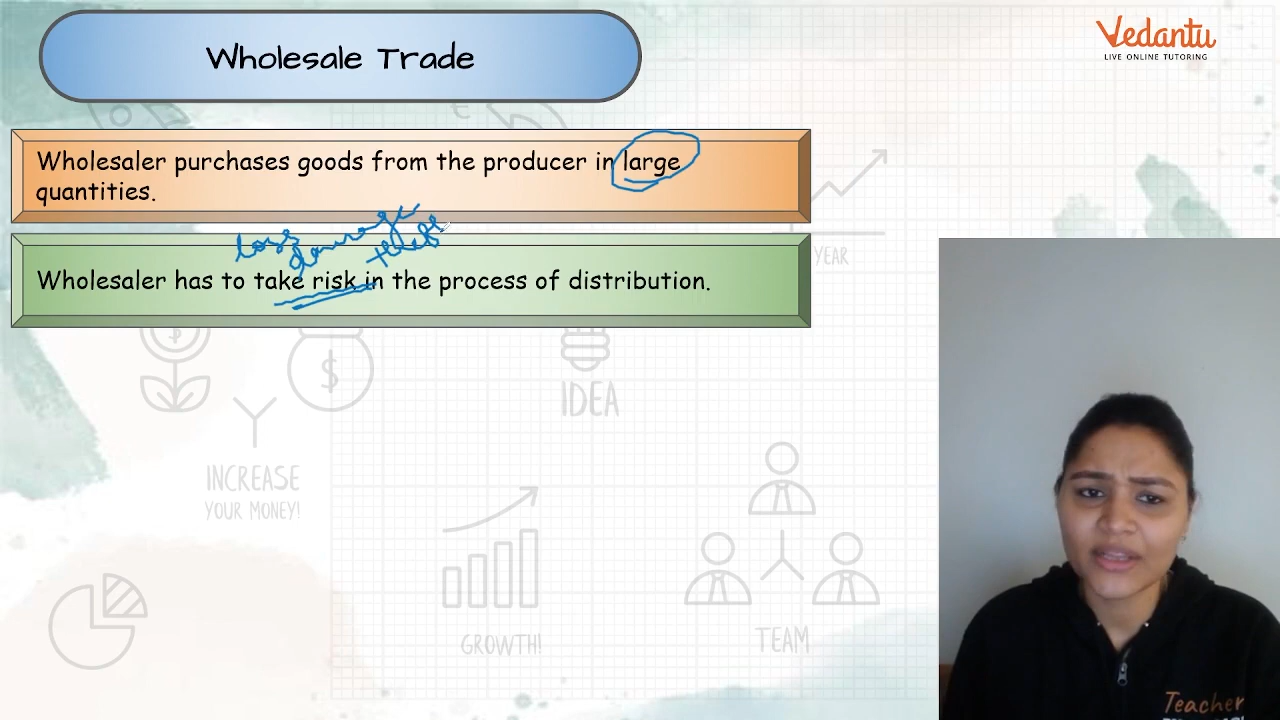 Wholesale Trade
Vedantu
LIVE ONLINE TUTORING
Wholesaler purchases goods from the producer in large
quantities.
loss
damage
theft
Wholesaler has to take risk in the process of distribution.
YEAR
IDEA
INCREASE
YOUR MONEY!
GROWTH!
TEAM
Teacher